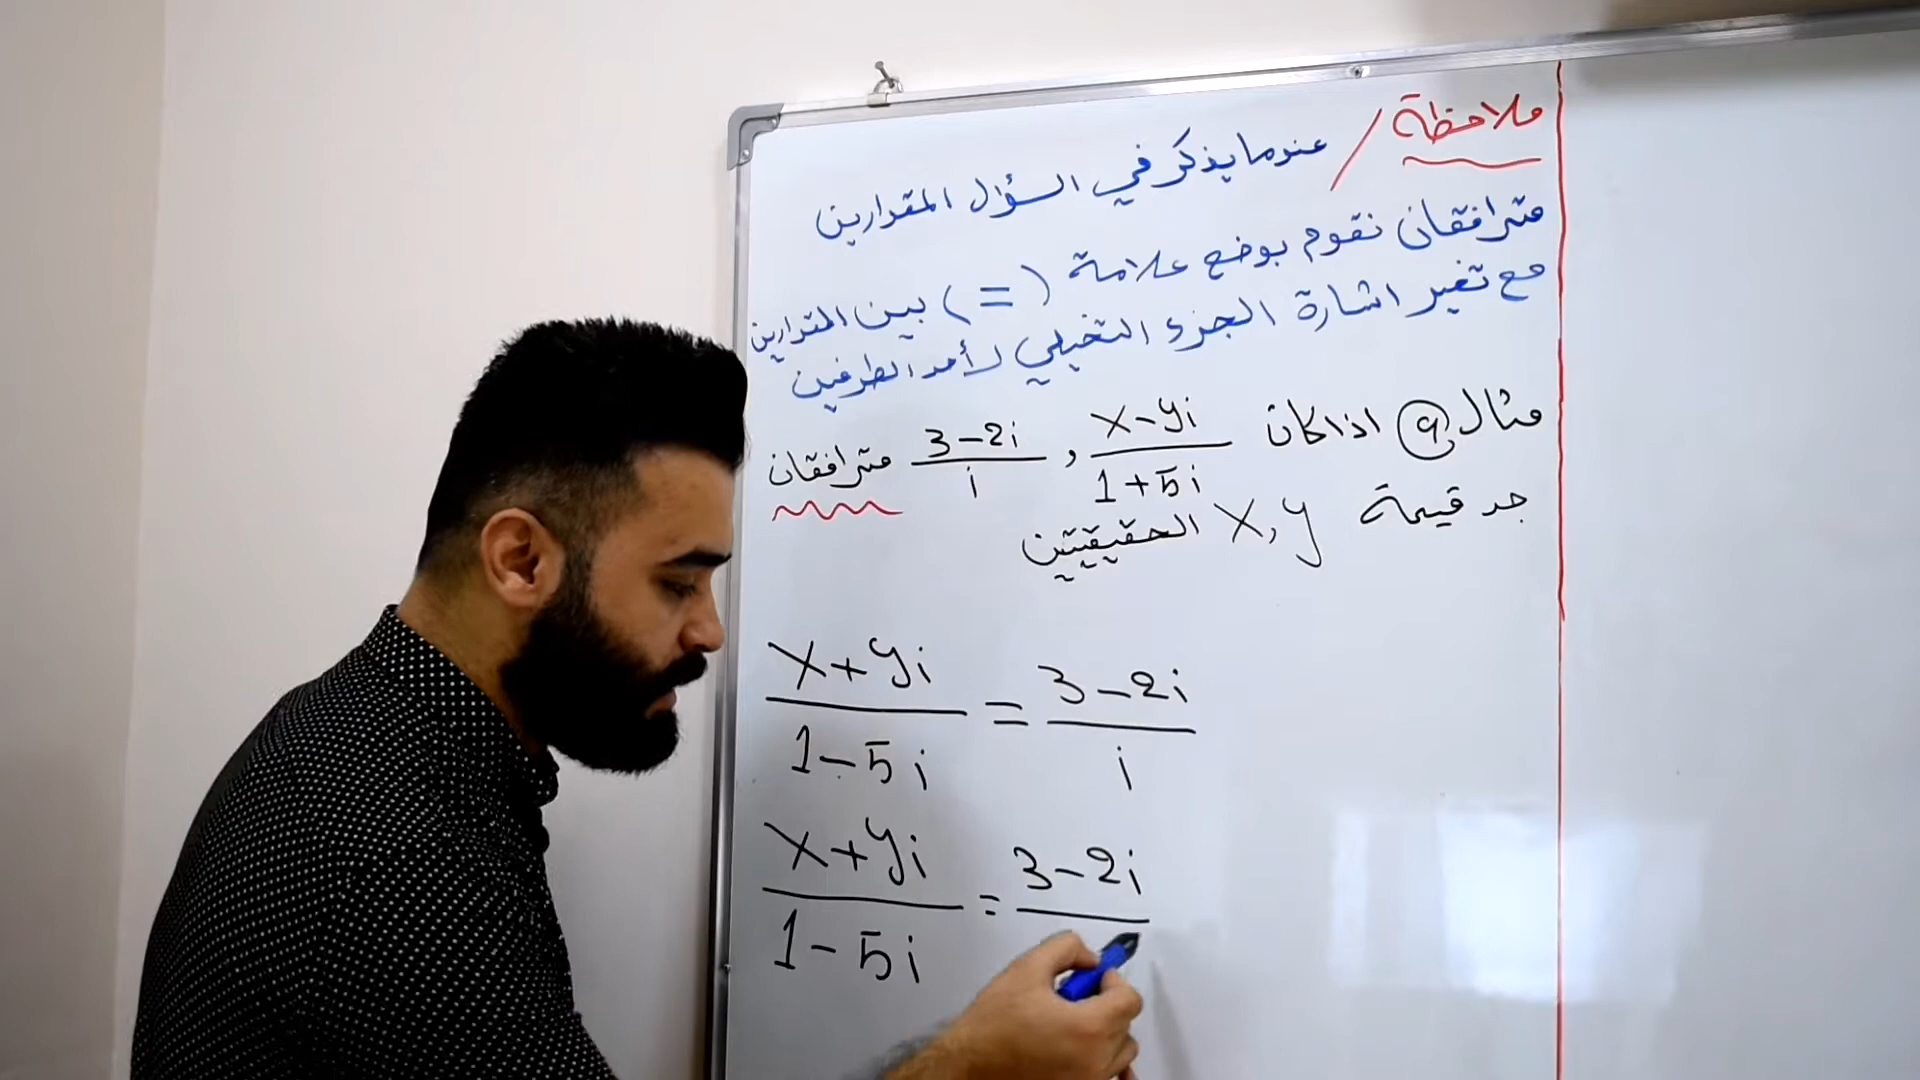 ملاحظة / عندما يذكر في السؤال المقدارين
مترافقان نقوم بوضع علامة (=) بين المقدارين
مع تغير اشارة الجزء التخيلي لأحد الطرفين
مثال 9 اذا كان x-yi/1+5i , 3-2i/i مترافقان
جد قيمة x,y الحقيقيتين
x+yi/1-5i = 3-2i/i
x+yi/1-5i = 3-2i/